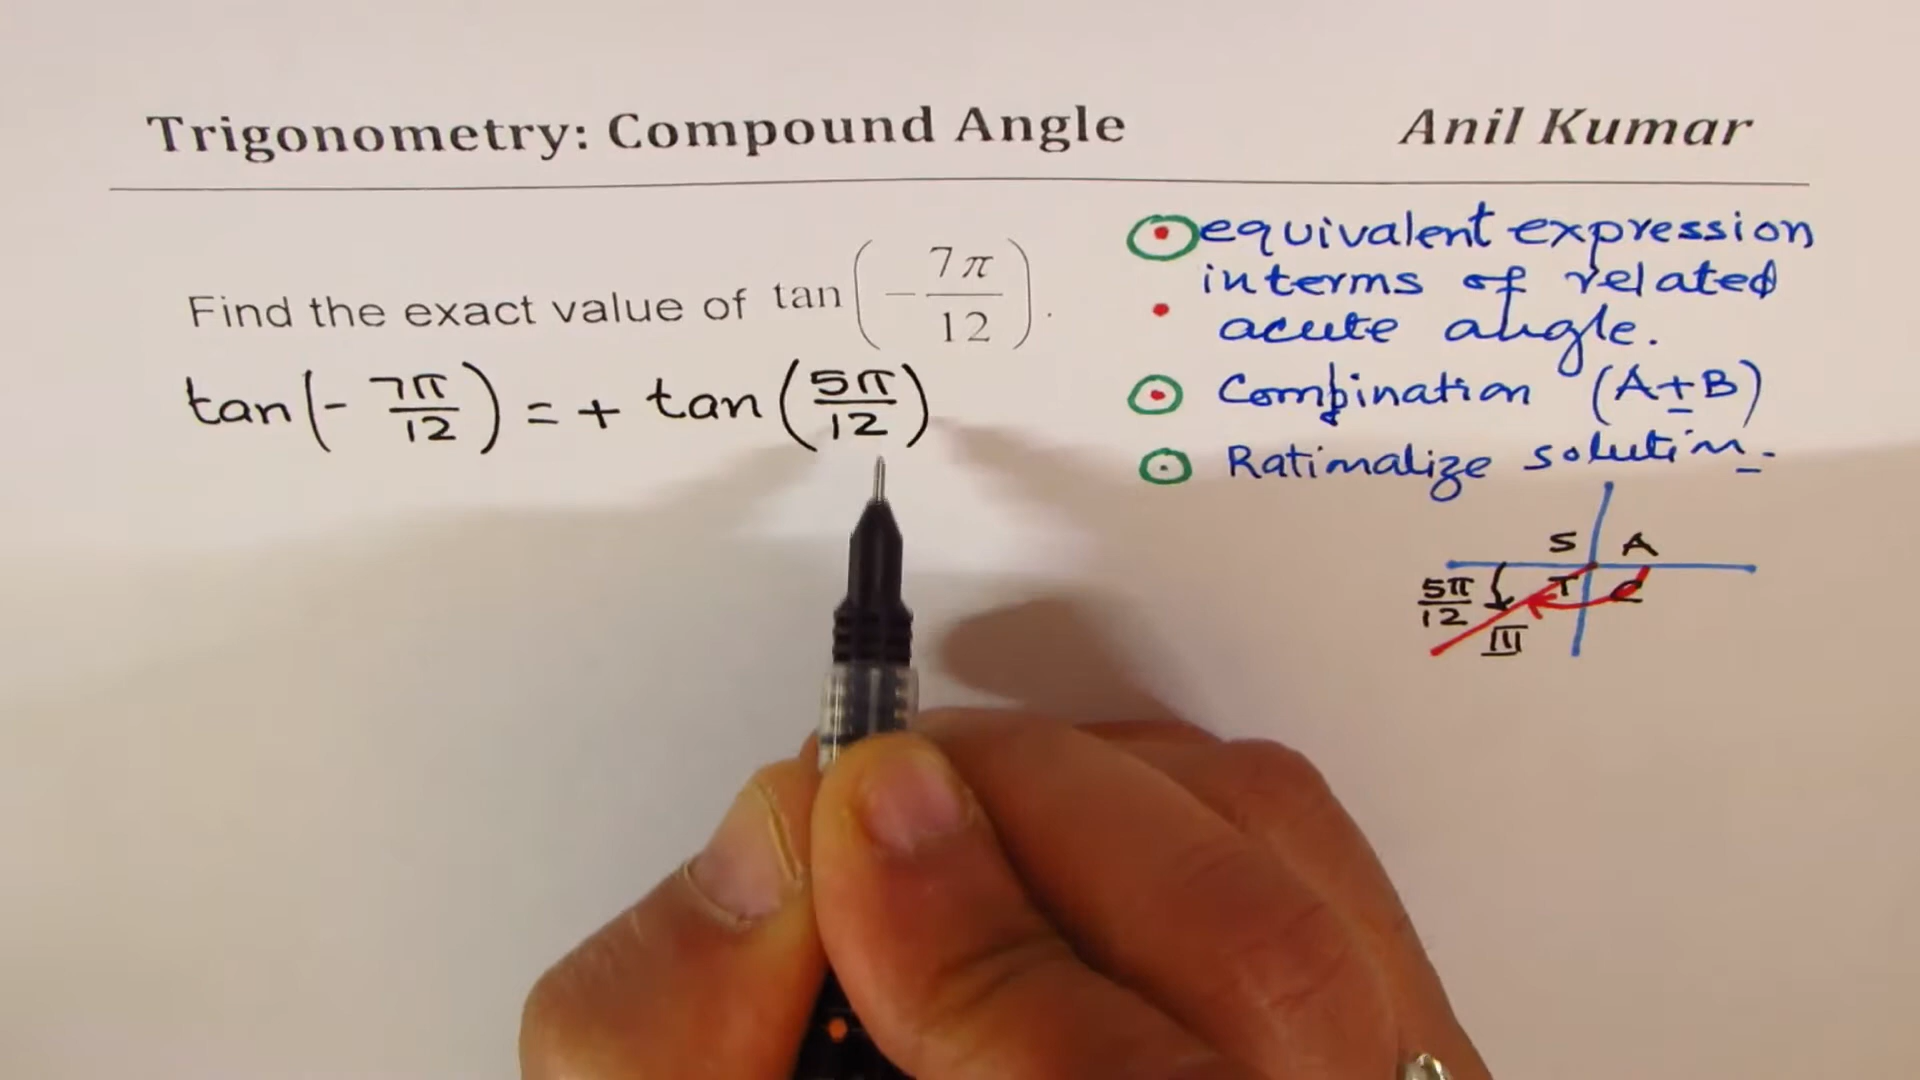 Trigonometry: Compound Angle Anil Kumar
Find the exact value of tan(-7π/12).
tan(-7π/12) = + tan(5π/12)
equivalent expression
interms of related
acute angle.
Combination (A±B)
Rationalize solution.
S A
5π/12 T C
III